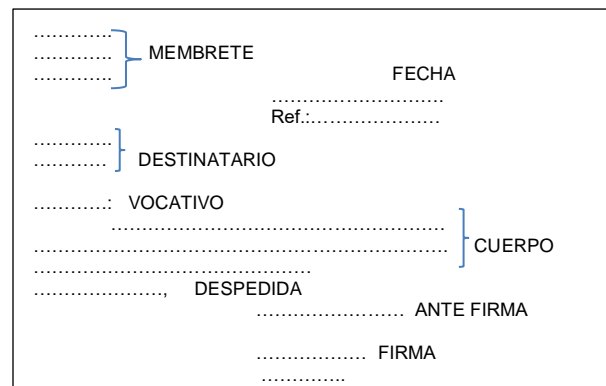 ………….
…………. MEMBRETE
………….
FECHA
……………………….
Ref.:…………………
………….
………… DESTINATARIO
…………: VOCATIVO
………………………………………………
…………………………………………………………… CUERPO
………………………………………
…………………, DESPEDIDA
…………………… ANTE FIRMA
……………… FIRMA
…………..